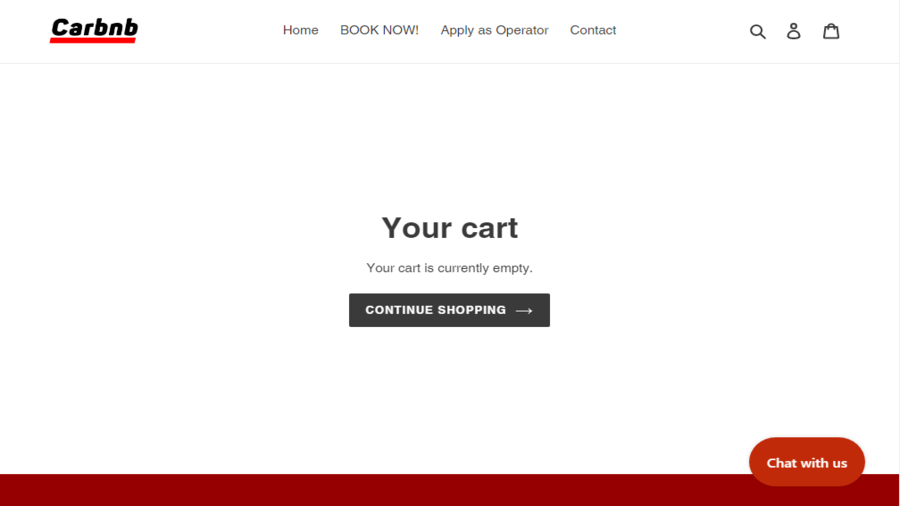 Carbnb
Home BOOK NOW! Apply as Operator Contact
Your cart
Your cart is currently empty.
CONTINUE SHOPPING
Chat with us